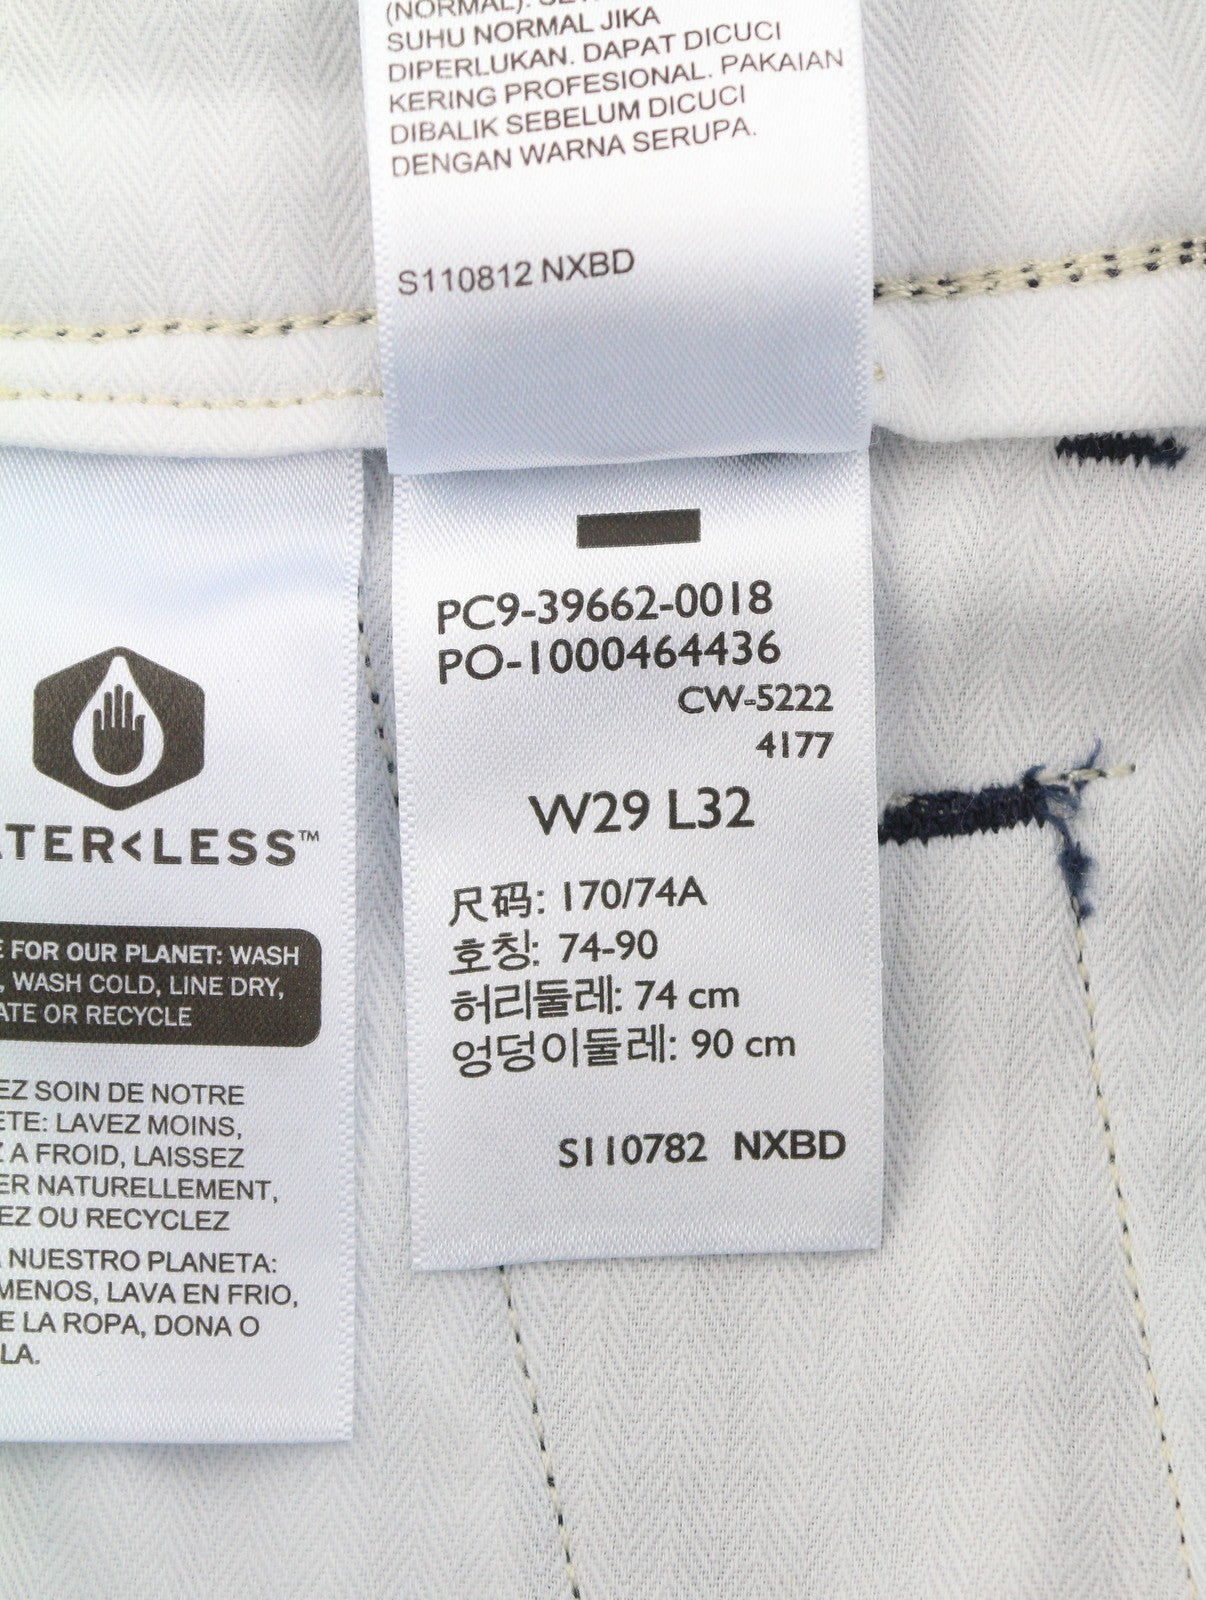 (NORMAL).
SUHU NORMAL JIKA
DIPERLUKAN. DAPAT DICUCI
KERING PROFESIONAL. PAKAIAN
DIBALIK SEBELUM DICUCI
DENGAN WARNA SERUPA.
S110812 NXBD
PC9-39662-0018
PO-1000464436
CW-5222
4177
W29 L32
尺码: 170/74A
호칭: 74-90
허리둘레: 74 cm
엉덩이둘레: 90 cm
S110782 NXBD
TER<LESS™
FOR OUR PLANET: WASH
, WASH COLD, LINE DRY,
ATE OR RECYCLE
EZ SOIN DE NOTRE
ETE: LAVEZ MOINS,
Z A FROID, LAISSEZ
ER NATURELLEMENT,
EZ OU RECYCLEZ
NUESTRO PLANETA:
MENOS, LAVA EN FRIO,
E LA ROPA, DONA O
LA.